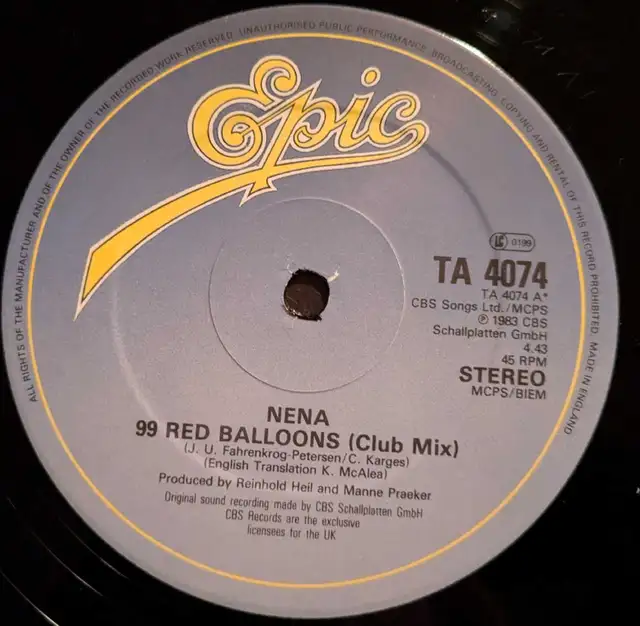 ALL RIGHTS OF THE MANUFACTURER AND OF THE OWNER OF THE RECORDED WORK RESERVED. UNAUTHORISED PUBLIC PERFORMANCE, BROADCASTING, COPYING AND RENTAL OF THIS RECORD PROHIBITED. MADE IN ENGLAND
Epic
LC 0199
TA 4074
TA 4074 A*
CBS Songs Ltd./MCPS
℗ 1983 CBS
Schallplatten GmbH
4.43
45 RPM
STEREO
MCPS/BIEM
NENA
99 RED BALLOONS (Club Mix)
(J. U. Fahrenkrog-Petersen/C. Karges)
(English Translation K. McAlea)
Produced by Reinhold Heil and Manne Praeker
Original sound recording made by CBS Schallplatten GmbH
CBS Records are the exclusive
licensees for the UK